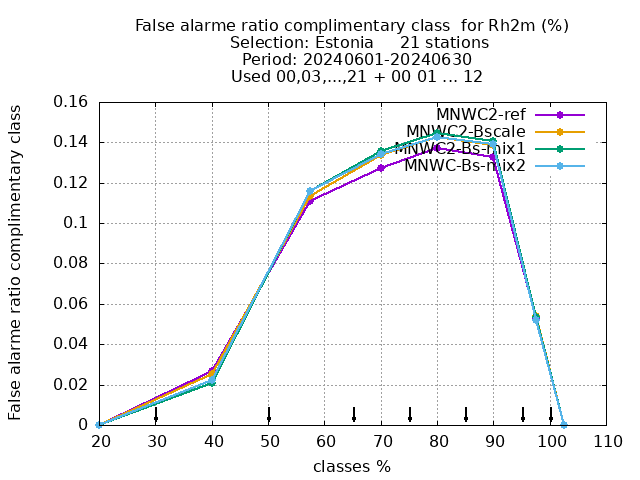 False alarme ratio complimentary class  for Rh2m (%)
Selection: Estonia     21 stations
Period: 20240601-20240630
Used 00,03,...,21 + 00 01 ... 12
False alarme ratio complimentary class
0.16
0.14
0.12
0.1
0.08
0.06
0.04
0.02
0
MNWC2-ref
MNWC2-Bscale
MNWC2-Bs-mix1
MNWC-Bs-mix2
20 30 40 50 60 70 80 90 100 110
classes %